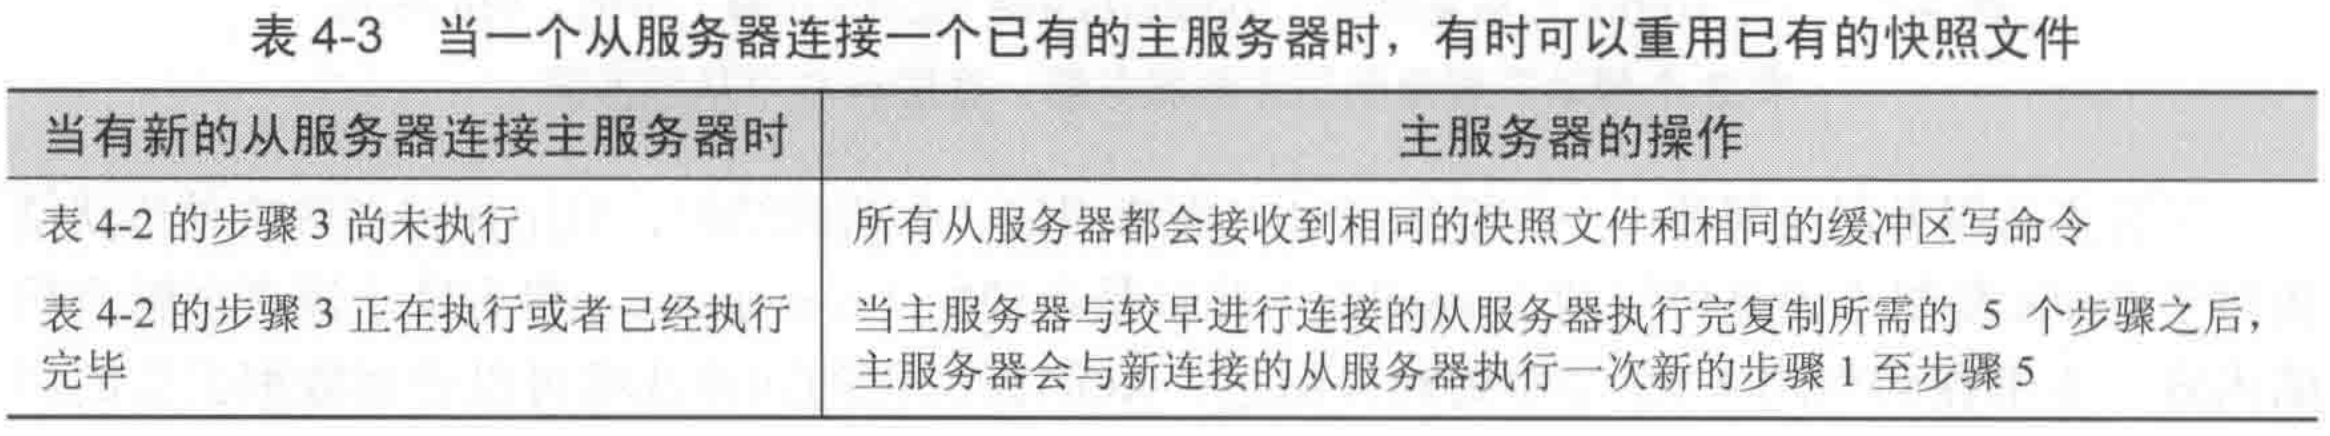 表 4-3 当一个从服务器连接一个已有的主服务器时，有时可以重用已有的快照文件
当有新的从服务器连接主服务器时 主服务器的操作
表 4-2 的步骤 3 尚未执行 所有从服务器都会接收到相同的快照文件和相同的缓冲区写命令
表 4-2 的步骤 3 正在执行或者已经执行
完毕
当主服务器与较早进行连接的从服务器执行完复制所需的 5 个步骤之后，
主服务器会与新连接的从服务器执行一次新的步骤 1 至步骤 5